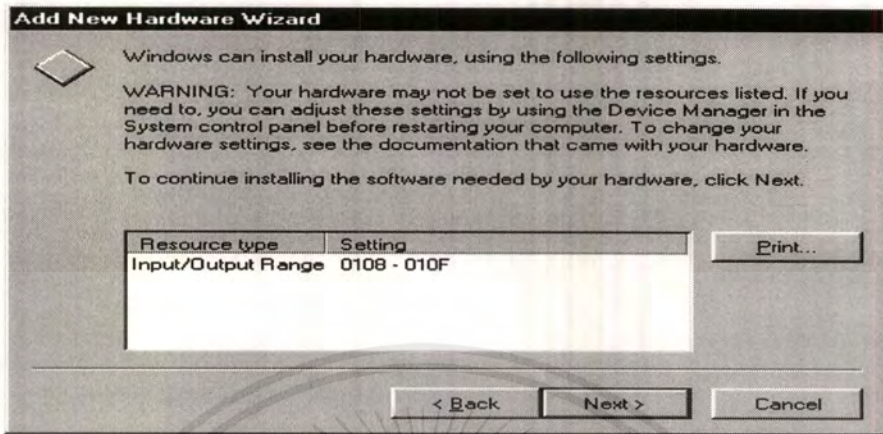 Add New Hardware Wizard
Windows can install your hardware, using the following settings.
WARNING: Your hardware may not be set to use the resources listed. If you
need to, you can adjust these settings by using the Device Manager in the
System control panel before restarting your computer. To change your
hardware settings, see the documentation that came with your hardware.
To continue installing the software needed by your hardware, click Next.
Resource type Setting
Input/Output Range 0108 - 010F
Print...
< Back Next > Cancel